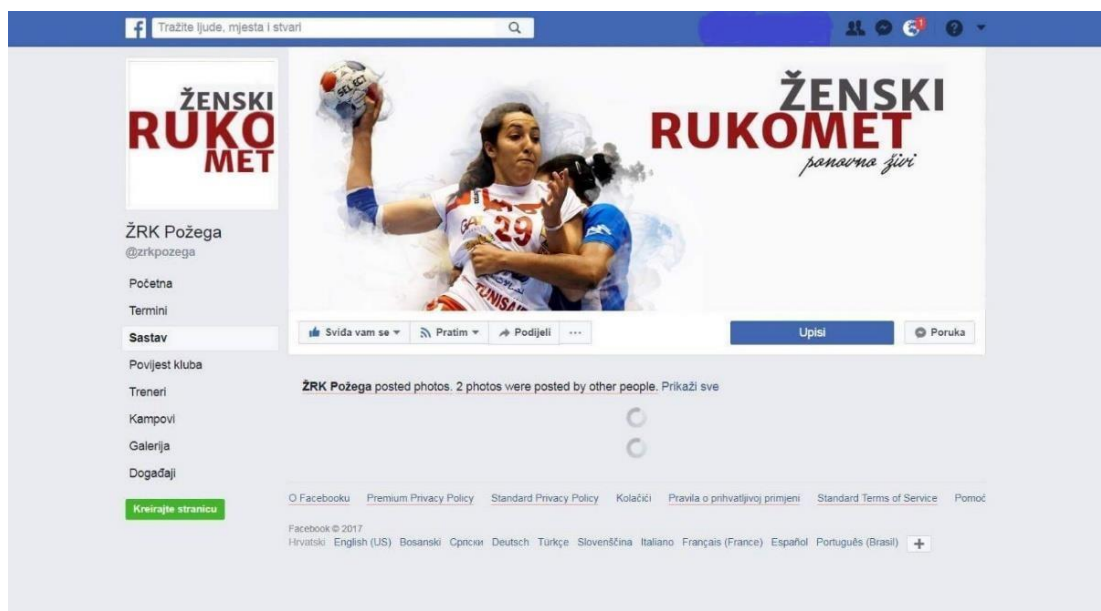 Tražite ljude, mjesta i stvari
1
ŽENSKI
RUKO
MET
ŽRK Požega
@zrkpozega
Početna
Termini
Sastav
Povijest kluba
Treneri
Kampovi
Galerija
Događaji
Kreirajte stranicu
SELECT
29
TUNISAIR
ŽENSKI
RUKOMET
ponovno živi
Sviđa vam se
Pratim
Podijeli
Upisi
Poruka
ŽRK Požega posted photos. 2 photos were posted by other people. Prikaži sve
O Facebooku Premium Privacy Policy Standard Privacy Policy Kolačići Pravila o prihvatljivoj primjeni Standard Terms of Service Pomoć
Facebook © 2017
Hrvatski English (US) Bosanski Српски Deutsch Türkçe Slovenščina Italiano Français (France) Español Português (Brasil)